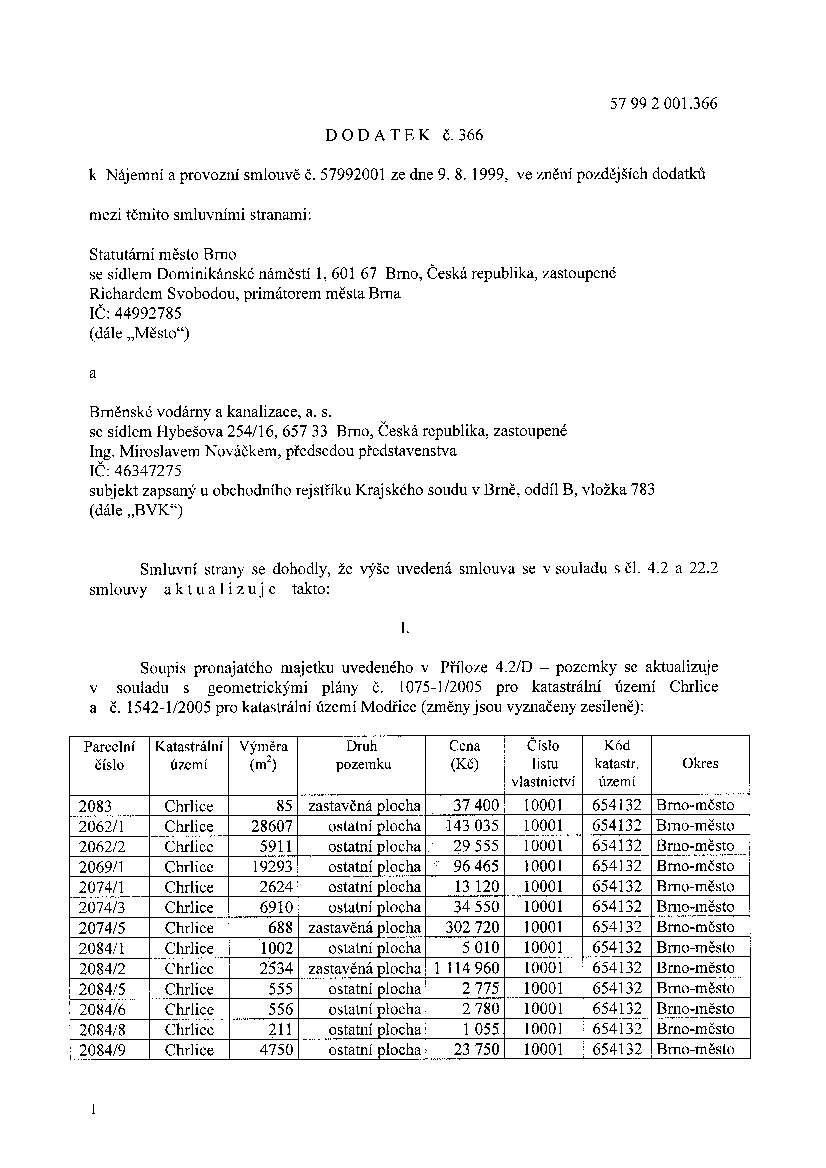 57 99 2 001.366
D O D A T E K č. 366
k Nájemní a provozní smlouvě č. 57992001 ze dne 9. 8. 1999, ve znění pozdějších dodatků
mezi těmito smluvními stranami:
Statutární město Brno
se sídlem Dominikánské náměstí 1, 601 67 Brno, Česká republika, zastoupené
Richardem Svobodou, primátorem města Brna
IČ: 44992785
(dále „Město“)
a
Brněnské vodárny a kanalizace, a. s.
se sídlem Hybešova 254/16, 657 33 Brno, Česká republika, zastoupené
Ing. Miroslavem Nováčkem, předsedou představenstva
IČ: 46347275
subjekt zapsaný u obchodního rejstříku Krajského soudu v Brně, oddíl B, vložka 783
(dále „BVK“)
Smluvní strany se dohodly, že výše uvedená smlouva se v souladu s čl. 4.2 a 22.2
smlouvy a k t u a l i z u j e takto:
I.
Soupis pronajatého majetku uvedeného v Příloze 4.2/D – pozemky se aktualizuje
v souladu s geometrickými plány č. 1075-1/2005 pro katastrální území Chrlice
a č. 1542-1/2005 pro katastrální území Modřice (změny jsou vyznačeny zesíleně):
Parcelní Katastrální Výměra Druh Cena Číslo Kód
číslo území (m²) pozemku (Kč) listu katastr. Okres
vlastnictví území
2083 Chrlice 85 zastavěná plocha 37 400 10001 654132 Brno-město
2062/1 Chrlice 28607 ostatní plocha 143 035 10001 654132 Brno-město
2062/2 Chrlice 5911 ostatní plocha 29 555 10001 654132 Brno-město
2069/1 Chrlice 19293 ostatní plocha 96 465 10001 654132 Brno-město
2074/1 Chrlice 2624 ostatní plocha 13 120 10001 654132 Brno-město
2074/3 Chrlice 6910 ostatní plocha 34 550 10001 654132 Brno-město
2074/5 Chrlice 688 zastavěná plocha 302 720 10001 654132 Brno-město
2084/1 Chrlice 1002 ostatní plocha 5 010 10001 654132 Brno-město
2084/2 Chrlice 2534 zastavěná plocha 1 114 960 10001 654132 Brno-město
2084/5 Chrlice 555 ostatní plocha 2 775 10001 654132 Brno-město
2084/6 Chrlice 556 ostatní plocha 2 780 10001 654132 Brno-město
2084/8 Chrlice 211 ostatní plocha 1 055 10001 654132 Brno-město
2084/9 Chrlice 4750 ostatní plocha 23 750 10001 654132 Brno-město
1